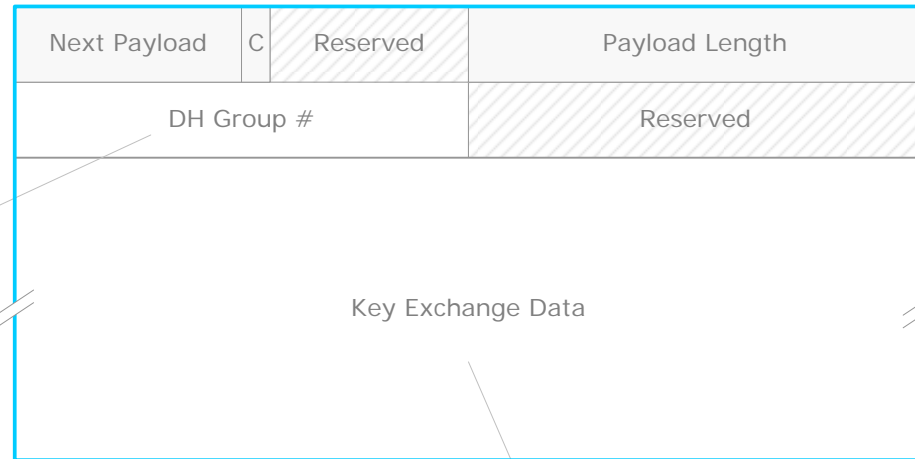 Next Payload C Reserved Payload Length
DH Group # Reserved
Key Exchange Data